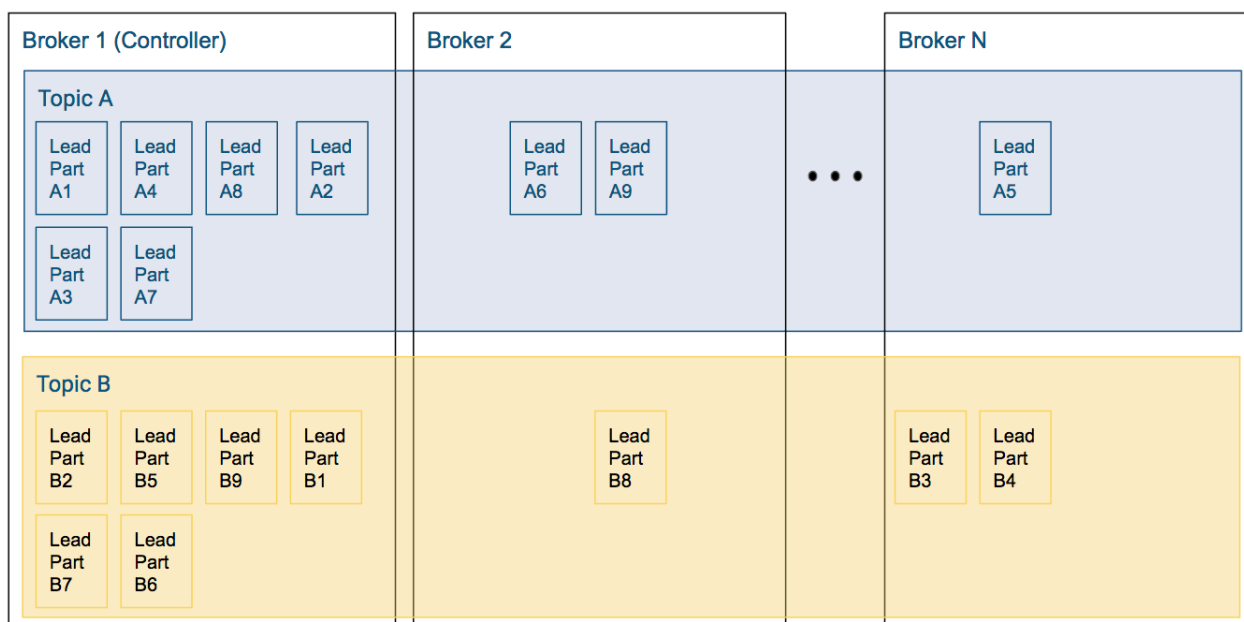 Broker 1 (Controller)
Broker 2
Broker N
Topic A
Lead
Part
A1
Lead
Part
A4
Lead
Part
A8
Lead
Part
A2
Lead
Part
A6
Lead
Part
A9
Lead
Part
A5
Lead
Part
A3
Lead
Part
A7
Topic B
Lead
Part
B2
Lead
Part
B5
Lead
Part
B9
Lead
Part
B1
Lead
Part
B8
Lead
Part
B3
Lead
Part
B4
Lead
Part
B7
Lead
Part
B6